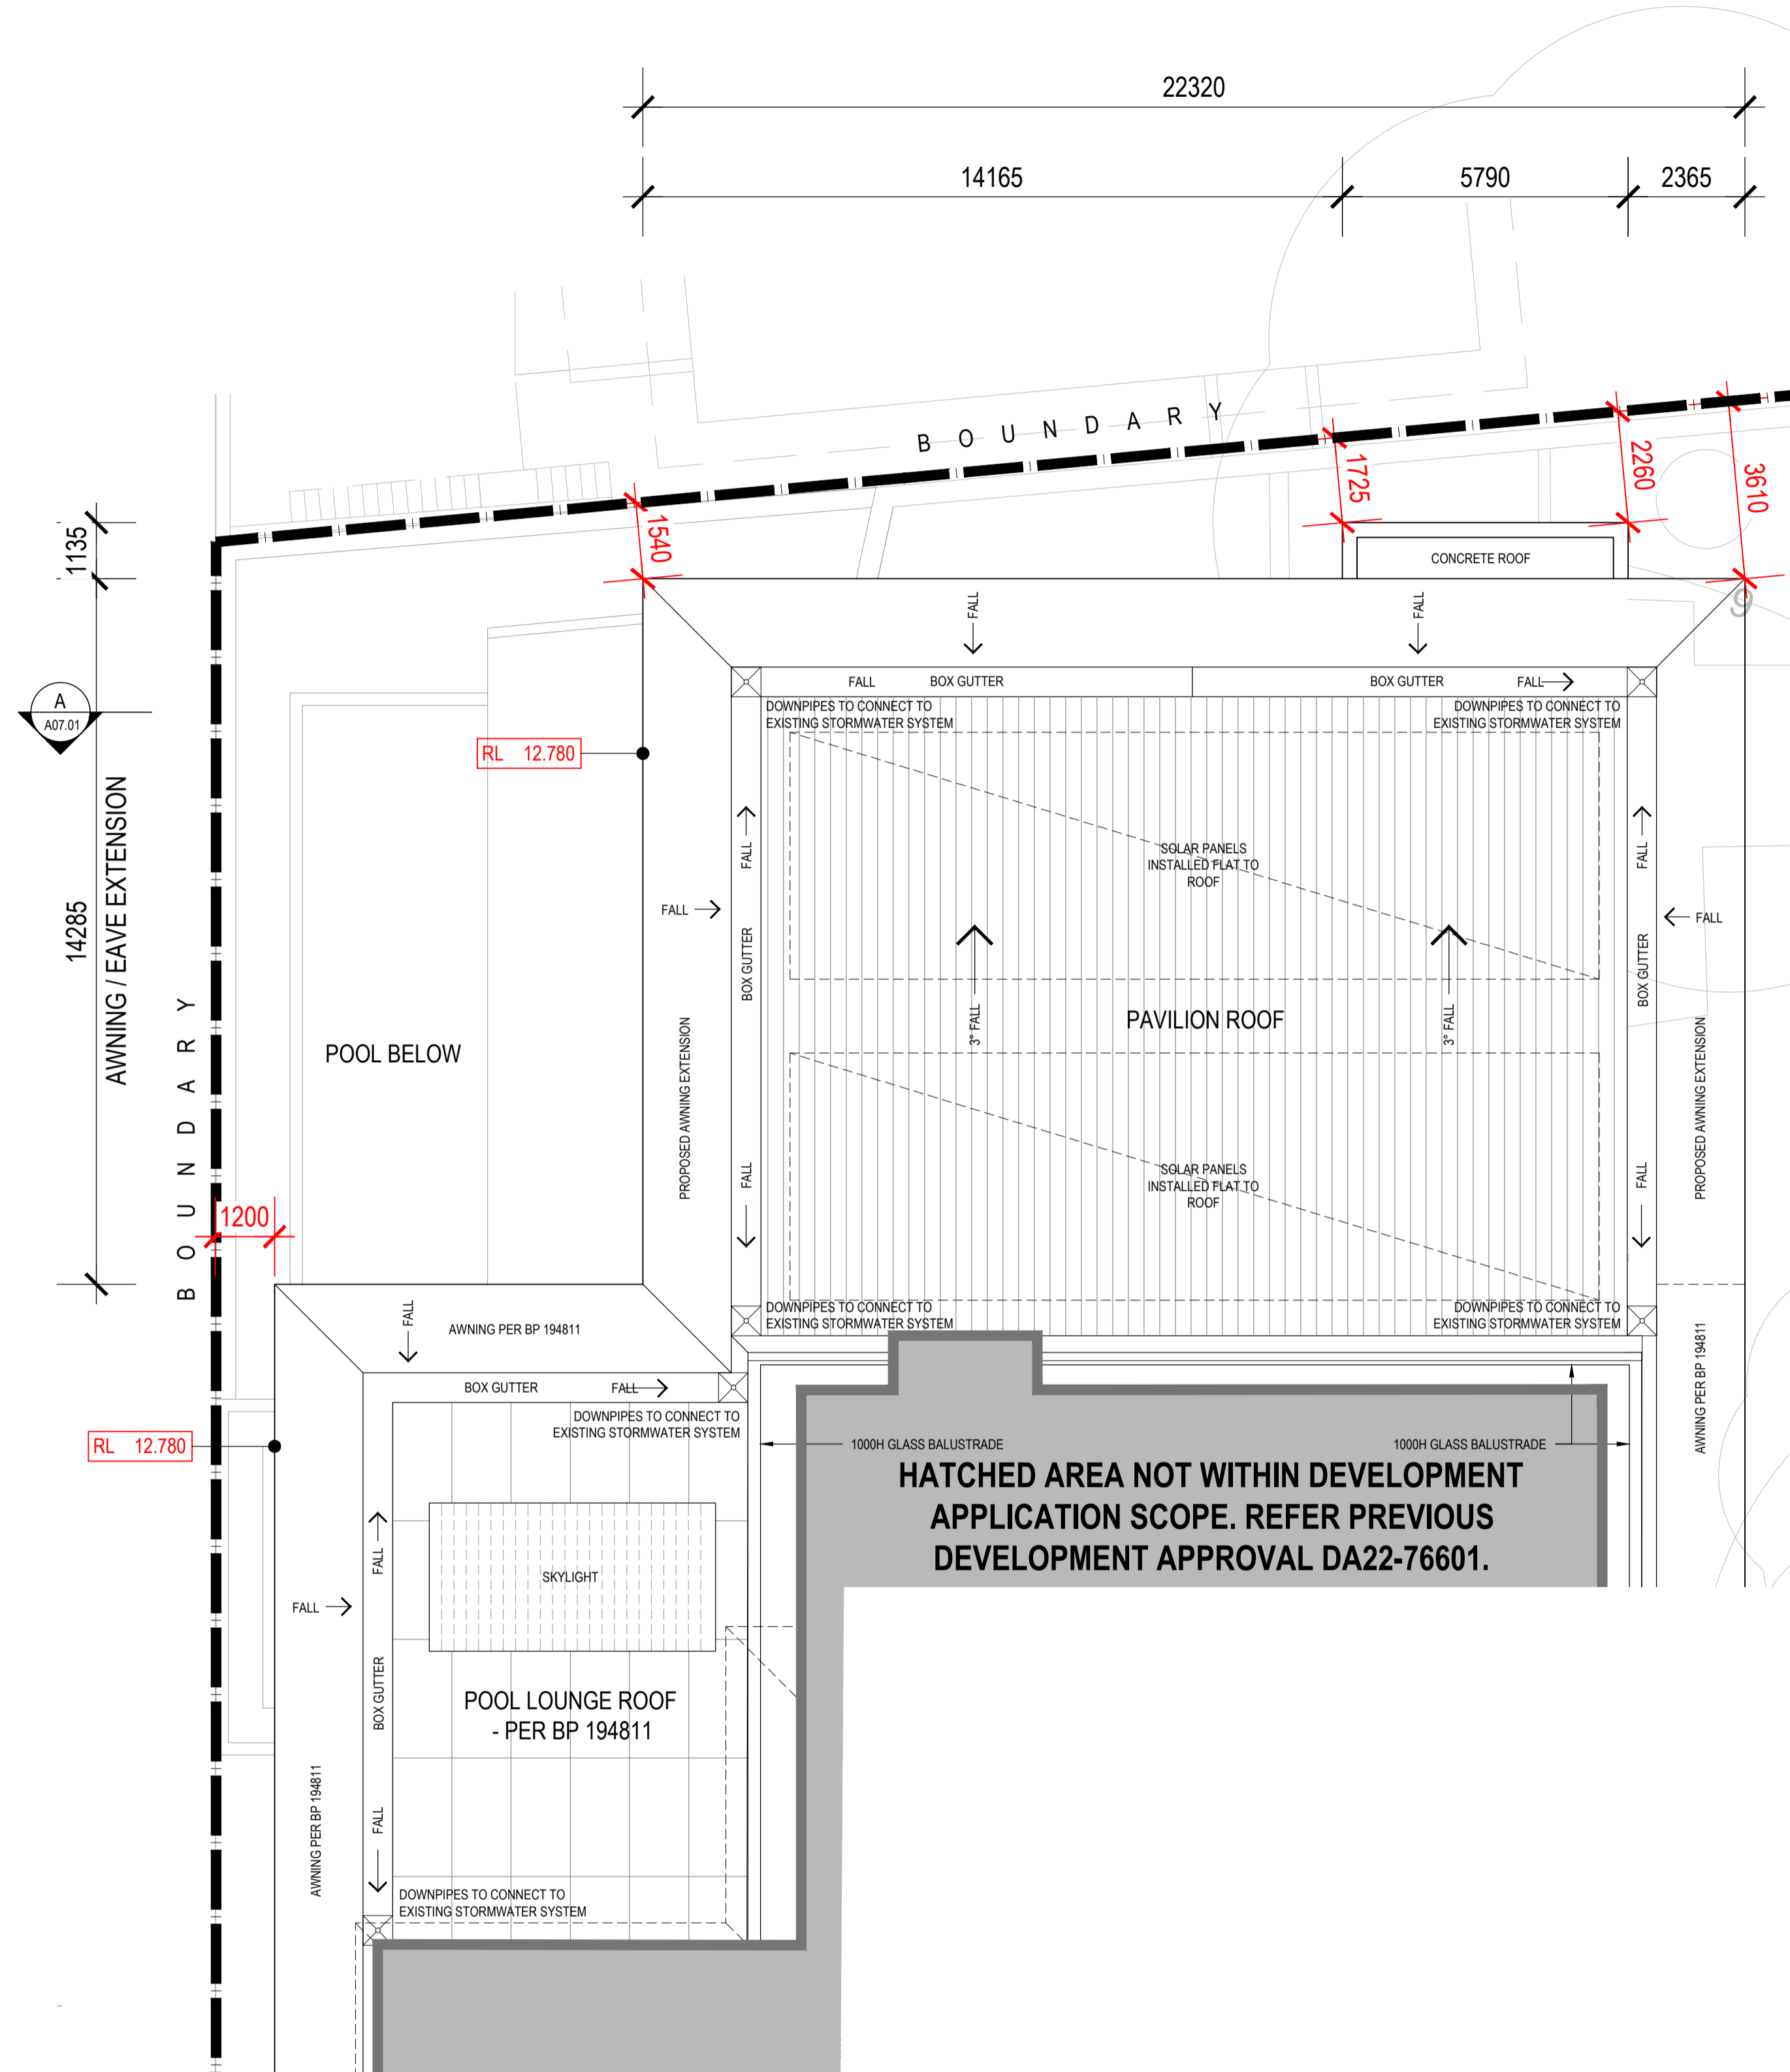 22320
14165
5790
2365
BOUNDARY
1725
2260
3610
1540
1135
CONCRETE ROOF
9
FALL
FALL
FALL
BOX GUTTER
BOX GUTTER
FALL
A
A07.01
DOWNPIPES TO CONNECT TO
EXISTING STORMWATER SYSTEM
DOWNPIPES TO CONNECT TO
EXISTING STORMWATER SYSTEM
RL 12.780
14285
AWNING / EAVE EXTENSION
BOUNDARY
POOL BELOW
FALL
PROPOSED AWNING EXTENSION
FALL
BOX GUTTER
FALL
SOLAR PANELS
INSTALLED FLAT TO
ROOF
3° FALL
3° FALL
PAVILION ROOF
SOLAR PANELS
INSTALLED FLAT TO
ROOF
FALL
BOX GUTTER
FALL
FALL
PROPOSED AWNING EXTENSION
1200
DOWNPIPES TO CONNECT TO
EXISTING STORMWATER SYSTEM
DOWNPIPES TO CONNECT TO
EXISTING STORMWATER SYSTEM
FALL
AWNING PER BP 194811
AWNING PER BP 194811
BOX GUTTER
FALL
DOWNPIPES TO CONNECT TO
EXISTING STORMWATER SYSTEM
RL 12.780
1000H GLASS BALUSTRADE
1000H GLASS BALUSTRADE
HATCHED AREA NOT WITHIN DEVELOPMENT
APPLICATION SCOPE. REFER PREVIOUS
DEVELOPMENT APPROVAL DA22-76601.
FALL
SKYLIGHT
FALL
BOX GUTTER
POOL LOUNGE ROOF
- PER BP 194811
AWNING PER BP 194811
FALL
DOWNPIPES TO CONNECT TO
EXISTING STORMWATER SYSTEM